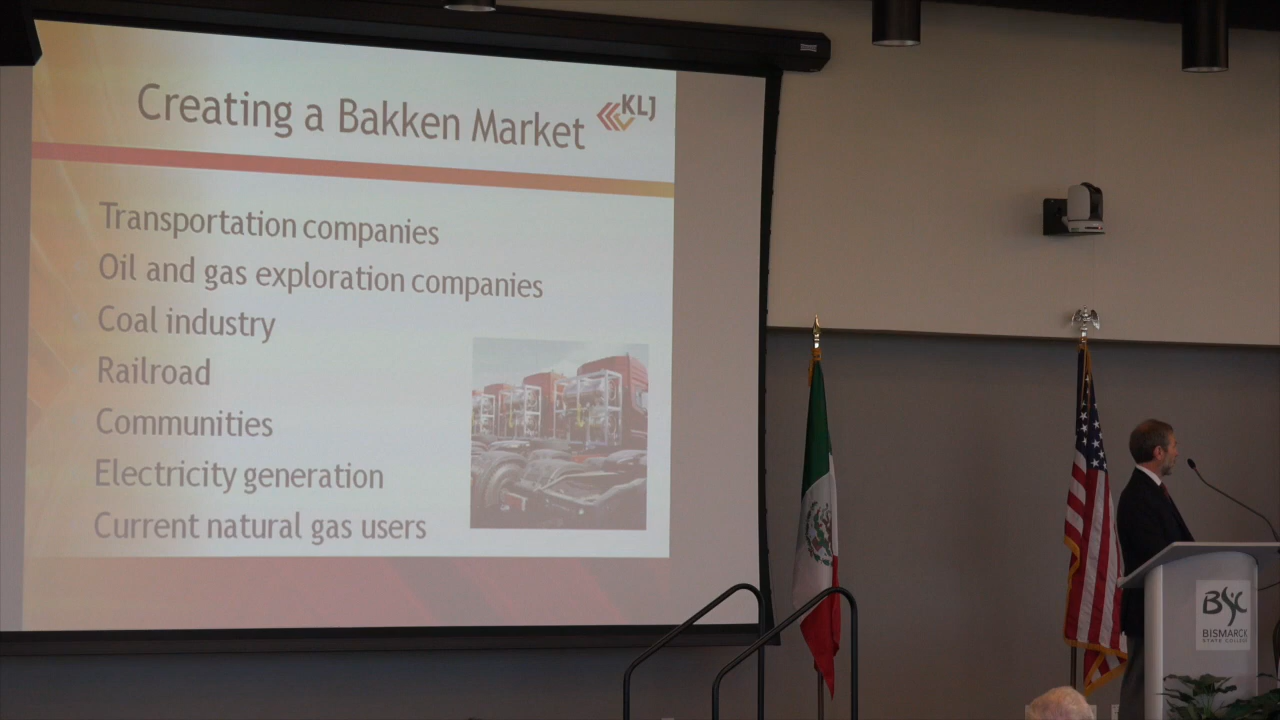 Creating a Bakken Market
KLJ
Transportation companies
Oil and gas exploration companies
Coal industry
Railroad
Communities
Electricity generation
Current natural gas users
BSC
BISMARCK
STATE COLLEGE